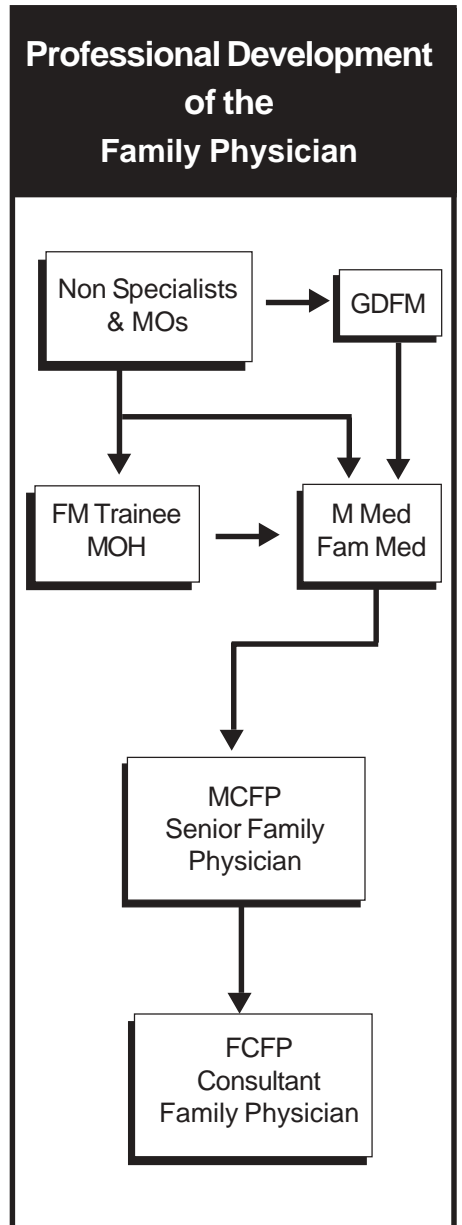 Professional Development
of the
Family Physician
Non Specialists
& MOs
GDFM
FM Trainee
MOH
M Med
Fam Med
MCFP
Senior Family
Physician
FCFP
Consultant
Family Physician